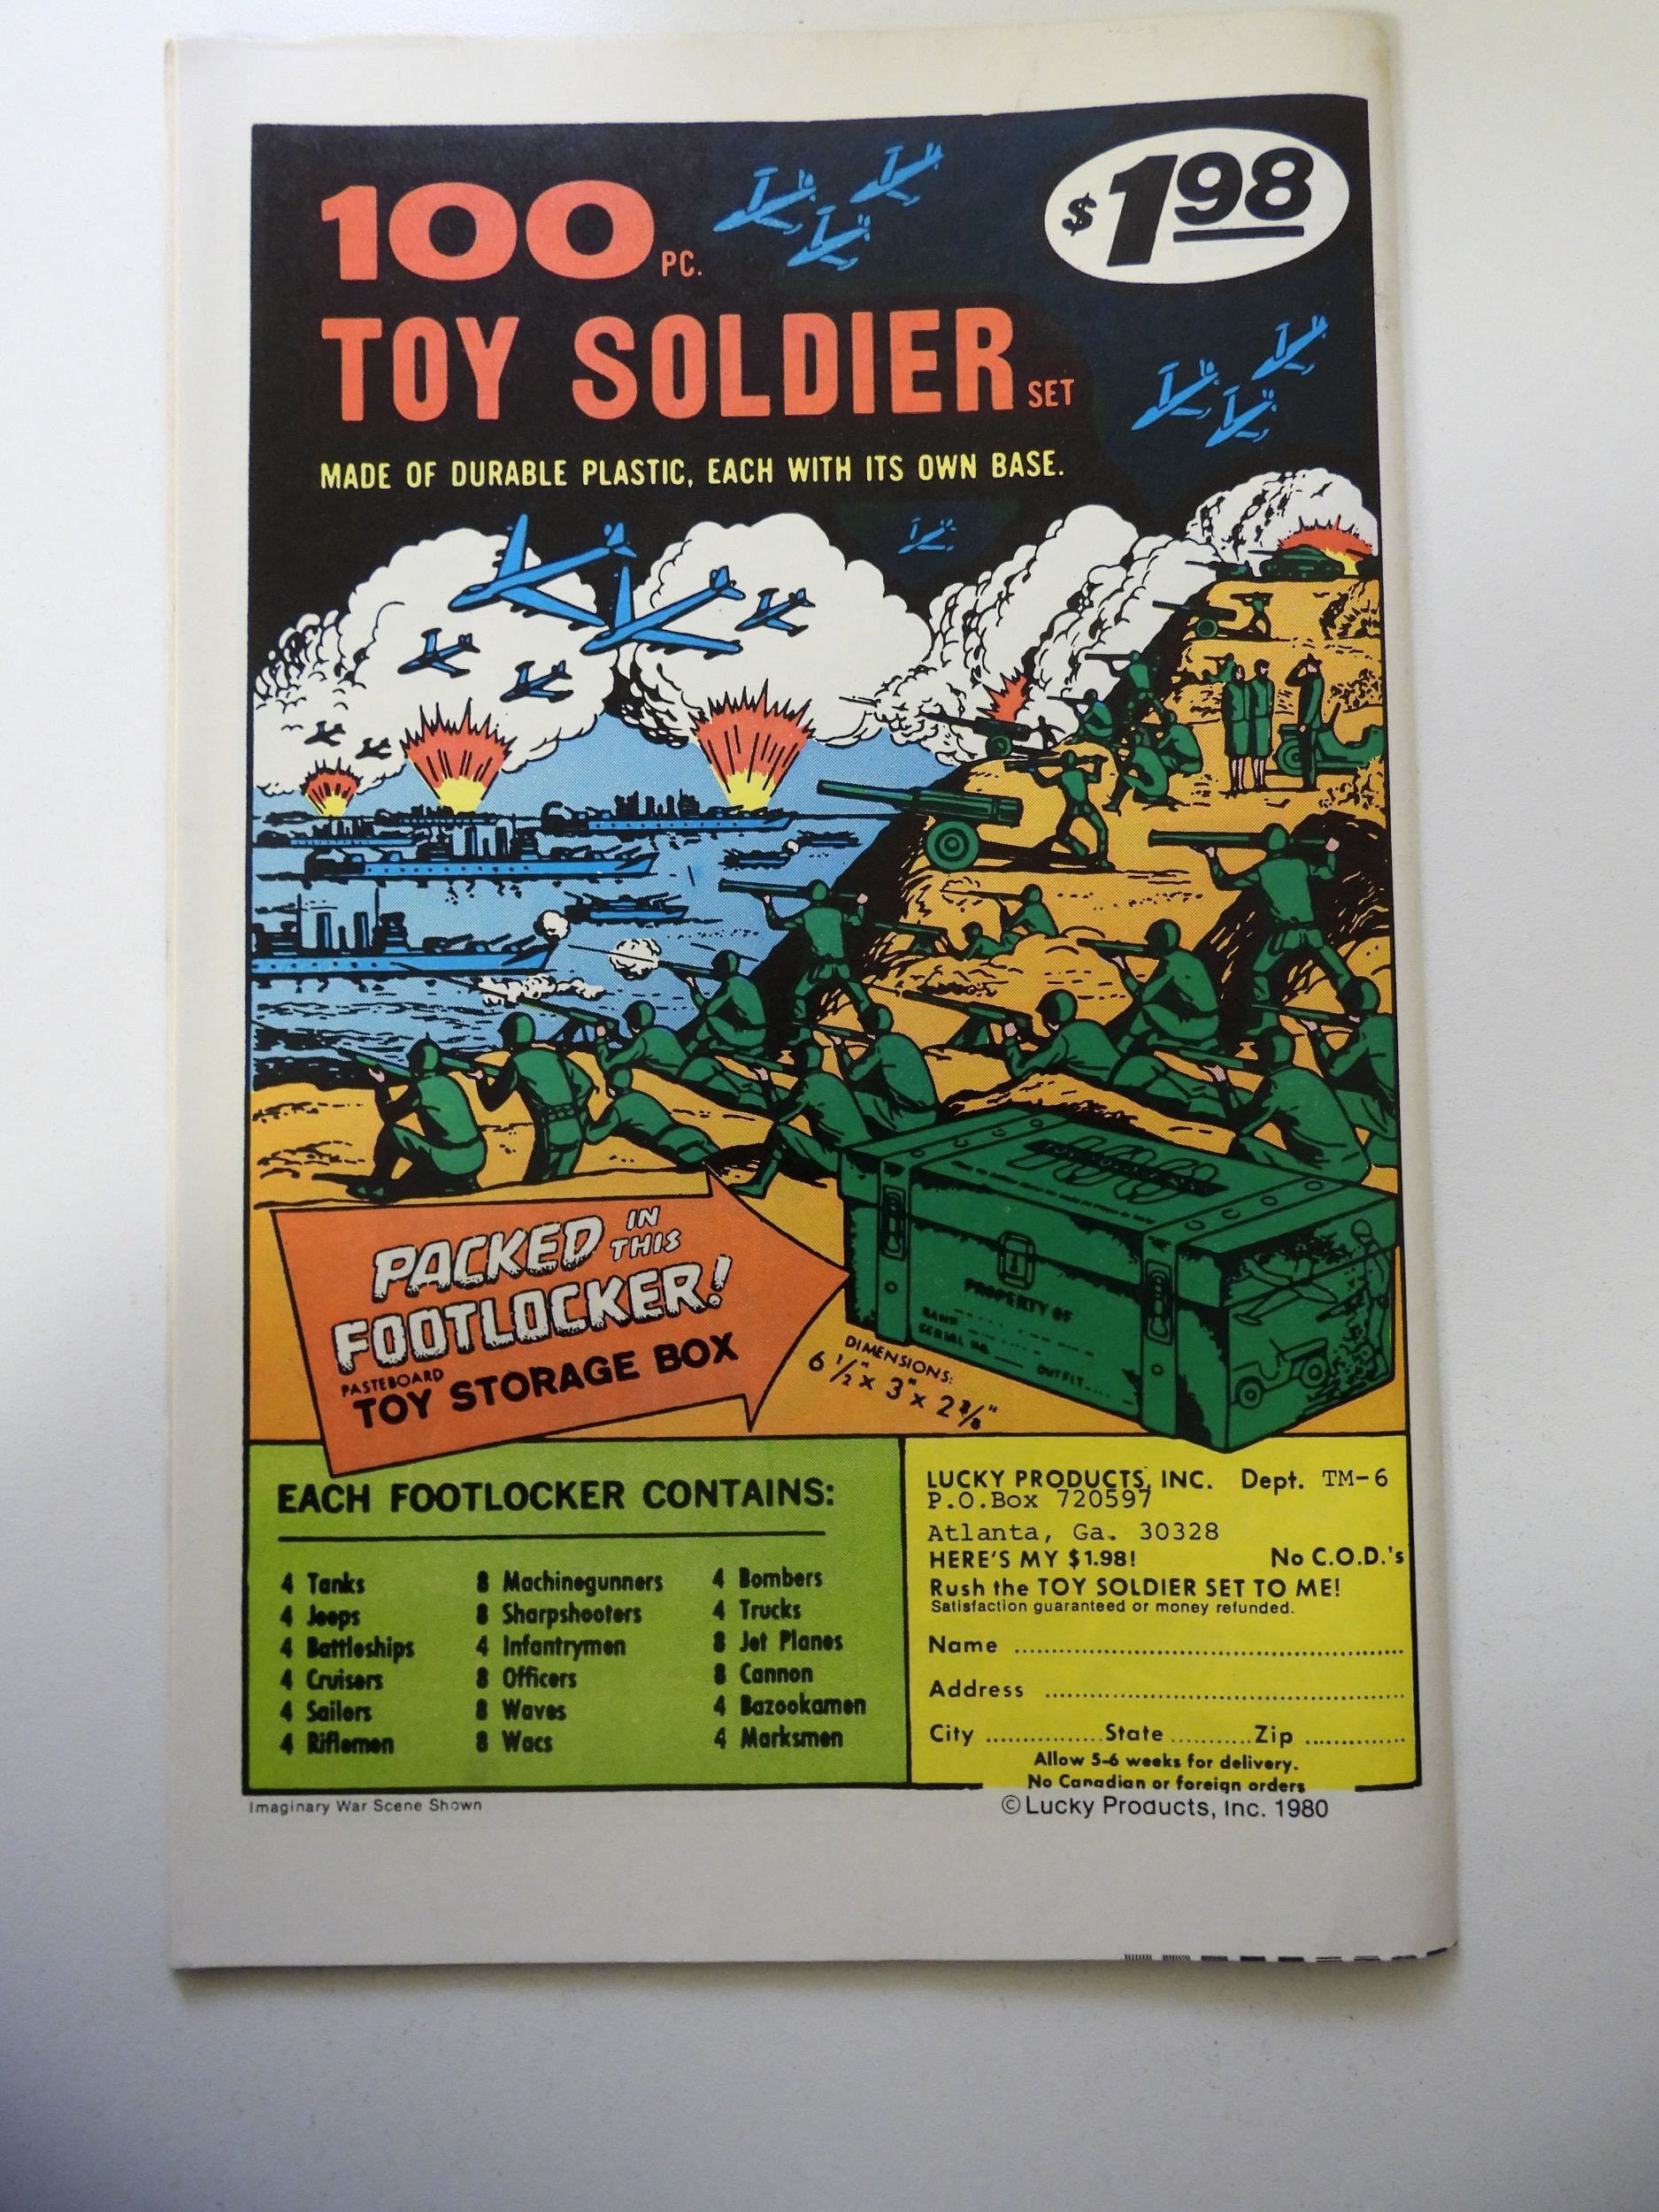 100 PC.
$1.98
TOY SOLDIER SET
MADE OF DURABLE PLASTIC, EACH WITH ITS OWN BASE.
PACKED IN THIS
FOOTLOCKER!
PASTEBOARD
TOY STORAGE BOX
DIMENSIONS:
6 1/2" x 3" x 2 3/8"
PROPERTY OF
RANK
SERIAL NO.
OUTFIT
EACH FOOTLOCKER CONTAINS:
4 Tanks
4 Jeeps
4 Battleships
4 Cruisers
4 Sailors
4 Riflemen
8 Machinegunners
8 Sharpshooters
4 Infantrymen
8 Officers
8 Waves
8 Wacs
4 Bombers
4 Trucks
8 Jet Planes
8 Cannon
4 Bazookamen
4 Marksmen
LUCKY PRODUCTS, INC. Dept. TM-6
P.O.Box 720597
Atlanta, Ga. 30328
HERE'S MY $1.98! No C.O.D.'s
Rush the TOY SOLDIER SET TO ME!
Satisfaction guaranteed or money refunded.
Name
Address
City State Zip
Allow 5-6 weeks for delivery.
No Canadian or foreign orders
Imaginary War Scene Shown
© Lucky Products, Inc. 1980